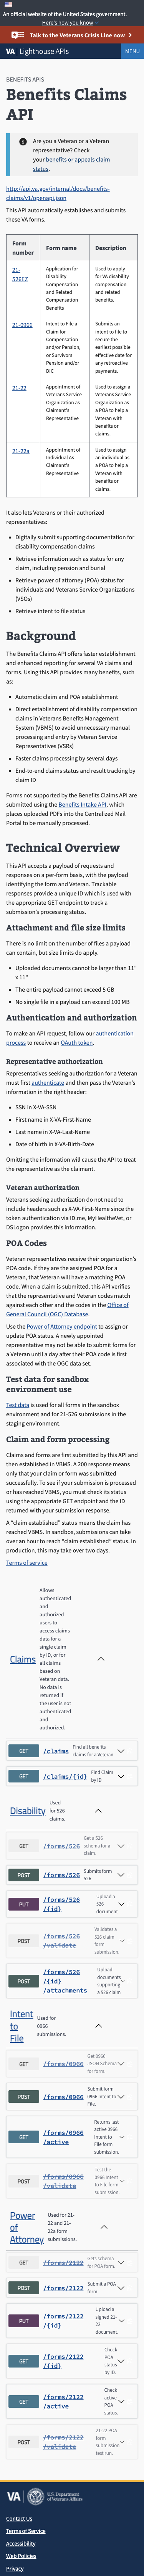 An official website of the United States government.
Here's how you know
Talk to the Veterans Crisis Line now
VA | Lighthouse APIs
MENU
BENEFITS APIS
Benefits Claims
API
Are you a Veteran or a Veteran
representative? Check
your benefits or appeals claim
status.
http://api.va.gov/internal/docs/benefits-
claims/v1/openapi.json
This API automatically establishes and submits
these VA forms.
Form
number
Form name
Description
21-
526EZ
Application for
Disability
Compensation
and Related
Compensation
Benefits
Used to apply
for VA disability
compensation
and related
benefits.
21-0966
Intent to File a
Claim for
Compensation
and/or Pension,
or Survivors
Pension and/or
DIC
Submits an
intent to file to
secure the
earliest possible
effective date for
any retroactive
payments.
21-22
Appointment of
Veterans Service
Organization as
Claimant's
Representative
Used to assign a
Veterans Service
Organization as
a POA to help a
Veteran with
benefits or
claims.
21-22a
Appointment of
Individual As
Claimant's
Representative
Used to assign
an individual as
a POA to help a
Veteran with
benefits or
claims.
It also lets Veterans or their authorized
representatives:
Digitally submit supporting documentation for
disability compensation claims
Retrieve information such as status for any
claim, including pension and burial
Retrieve power of attorney (POA) status for
individuals and Veterans Service Organizations
(VSOs)
Retrieve intent to file status
Background
The Benefits Claims API offers faster establishment
and enhanced reporting for several VA claims and
forms. Using this API provides many benefits, such
as:
Automatic claim and POA establishment
Direct establishment of disability compensation
claims in Veterans Benefits Management
System (VBMS) to avoid unnecessary manual
processing and entry by Veteran Service
Representatives (VSRs)
Faster claims processing by several days
End-to-end claims status and result tracking by
claim ID
Forms not supported by the Benefits Claims API are
submitted using the Benefits Intake API, which
places uploaded PDFs into the Centralized Mail
Portal to be manually processed.
Technical Overview
This API accepts a payload of requests and
responses on a per-form basis, with the payload
identifying the form and Veteran. Trackable
responses provide a unique ID which is used with
the appropriate GET endpoint to track a
submission's processing status.
Attachment and file size limits
There is no limit on the number of files a payload
can contain, but size limits do apply.
Uploaded documents cannot be larger than 11"
x 11"
The entire payload cannot exceed 5 GB
No single file in a payload can exceed 100 MB
Authentication and authorization
To make an API request, follow our authentication
process to receive an OAuth token.
Representative authorization
Representatives seeking authorization for a Veteran
must first authenticate and then pass the Veteran's
information in the right header:
SSN in X-VA-SSN
First name in X-VA-First-Name
Last name in X-VA-Last-Name
Date of birth in X-VA-Birth-Date
Omitting the information will cause the API to treat
the representative as the claimant.
Veteran authorization
Veterans seeking authorization do not need to
include headers such as X-VA-First-Name since the
token authentication via ID.me, MyHealtheVet, or
DSLogon provides this information.
POA Codes
Veteran representatives receive their organization's
POA code. If they are the assigned POA for a
Veteran, that Veteran will have a matching POA
code. When a claim is submitted, this API verifies
that the Veteran and representative codes match
against each other and the codes in the Office of
General Council (OGC) Database.
Use the Power of Attorney endpoint to assign or
update POA status. A newly assigned
representative may not be able to submit forms for
a Veteran until a day after their POA code is first
associated with the OGC data set.
Test data for sandbox
environment use
Test data is used for all forms in the sandbox
environment and for 21-526 submissions in the
staging environment.
Claim and form processing
Claims and forms are first submitted by this API and
then established in VBMS. A 200 response means
only that your claim or form was submitted
successfully. To see if your submission is processed
and has reached VBMS, you must check its status
using the appropriate GET endpoint and the ID
returned with your submission response.
A "claim established" status means the claim has
reached VBMS. In sandbox, submissions can take
over an hour to reach "claim established" status. In
production, this may take over two days.
Terms of service
Claims
Allows
authenticated
and
authorized
users to
access claims
data for a
single claim
by ID, or for
all claims
based on
Veteran data.
No data is
returned if
the user is not
authenticated
and
authorized.
GET /claims Find all benefits
claims for a Veteran
GET /claims/{id} Find Claim
by ID
Disability
Used
for 526
claims.
GET /forms/526 Get a 526
schema for a
claim.
POST /forms/526 Submits form
526
PUT /forms/526
/{id}
Upload a
526
document
POST /forms/526
/validate
Validates a
526 claim
form
submission.
POST /forms/526
/{id}
/attachments
Upload
documents
supporting
a 526 claim
Intent
to
File
Used for
0966
submissions.
GET /forms/0966 Get 0966
JSON Schema
for form.
POST /forms/0966 Submit form
0966 Intent to
File.
GET /forms/0966
/active
Returns last
active 0966
Intent to
File form
submission.
POST /forms/0966
/validate
Test the
0966 Intent
to File form
submission.
Power
of
Attorney
Used for 21-
22 and 21-
22a form
submissions.
GET /forms/2122 Gets schema
for POA form.
POST /forms/2122 Submit a POA
form.
PUT /forms/2122
/{id}
Upload a
signed 21-
22
document.
GET /forms/2122
/{id}
Check
POA
status
by ID.
GET /forms/2122
/active
Check
active
POA
status.
POST /forms/2122
/validate
21-22 POA
form
submission
test run.
VA
U.S. Department
of Veterans Affairs
Contact Us
Terms of Service
Accessibility
Web Policies
Privacy